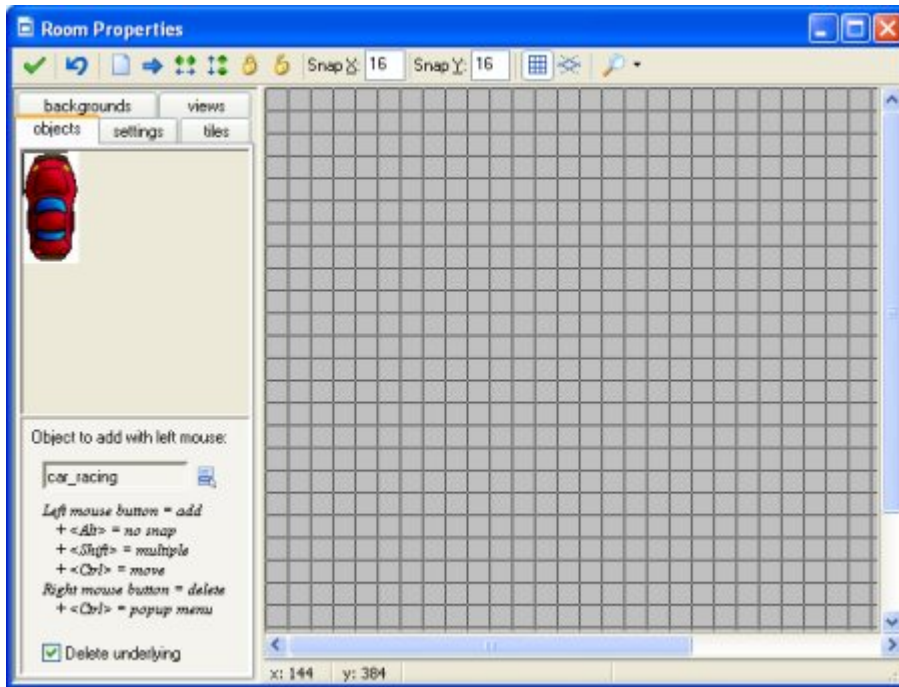 Room Properties
Snap X: 16 Snap Y: 16
backgrounds views
objects settings tiles
Object to add with left mouse:
car_racing
Left mouse button = add
+ <Alt> = no snap
+ <Shift> = multiple
+ <Ctrl> = move
Right mouse button = delete
+ <Ctrl> = popup menu
Delete underlying
x: 144 y: 384